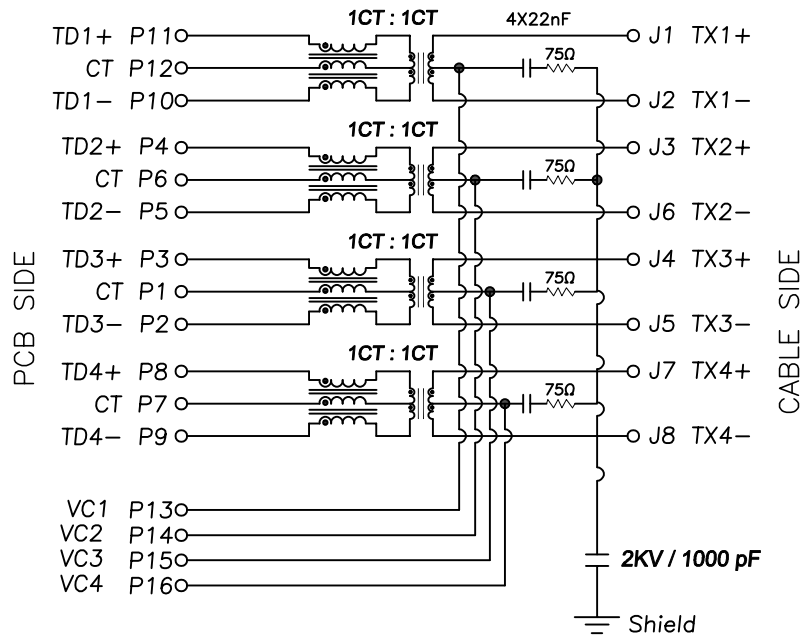 1CT : 1CT
4X22nF
TD1+ P11
75Ω
J1 TX1+
CT P12
TD1− P10
J2 TX1−
1CT : 1CT
TD2+ P4
75Ω
J3 TX2+
CT P6
TD2− P5
J6 TX2−
1CT : 1CT
TD3+ P3
75Ω
J4 TX3+
CT P1
TD3− P2
J5 TX3−
1CT : 1CT
TD4+ P8
75Ω
J7 TX4+
CT P7
TD4− P9
J8 TX4−
PCB SIDE
CABLE SIDE
VC1 P13
VC2 P14
VC3 P15
VC4 P16
2KV / 1000 pF
Shield